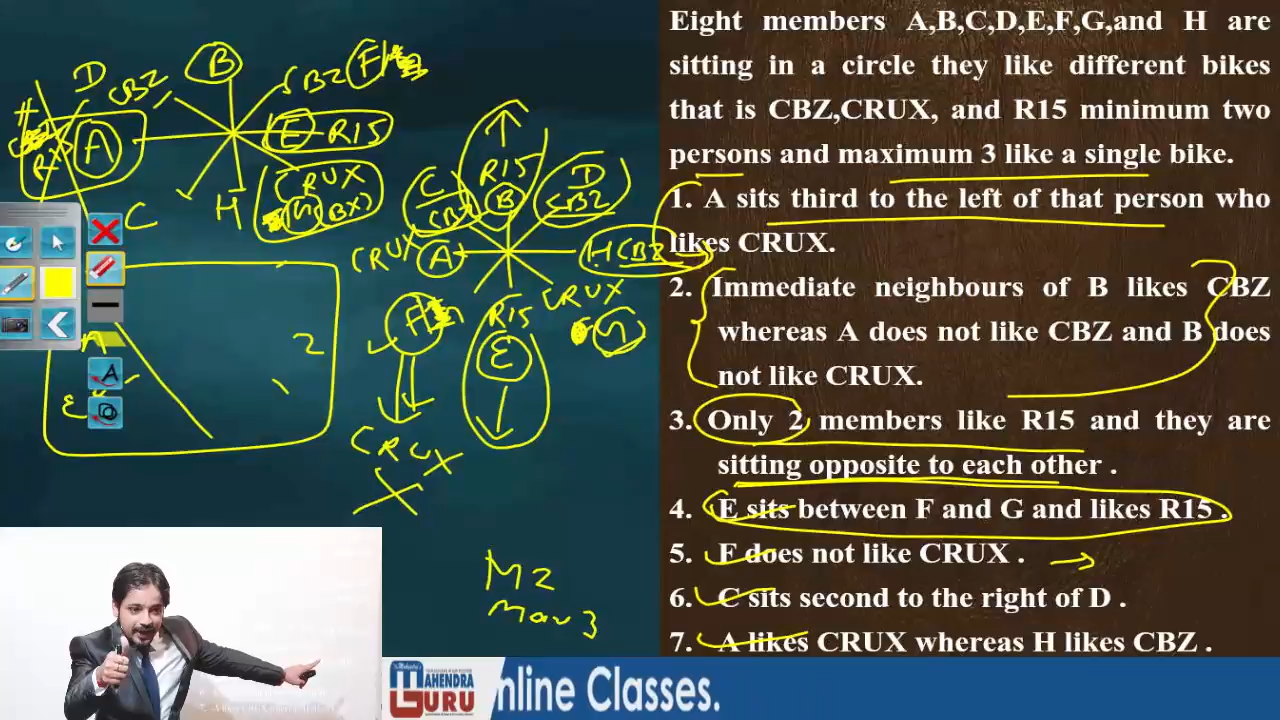 Eight members A,B,C,D,E,F,G,and H are
sitting in a circle they like different bikes
that is CBZ,CRUX, and R15 minimum two
persons and maximum 3 like a single bike.
1. A sits third to the left of that person who
likes CRUX.
2. Immediate neighbours of B likes CBZ
whereas A does not like CBZ and B does
not like CRUX.
3. Only 2 members like R15 and they are
sitting opposite to each other .
4. E sits between F and G and likes R15 .
5. F does not like CRUX .
6. C sits second to the right of D .
7. A likes CRUX whereas H likes CBZ .
D
B
A
E R15
CRUX
H
C
R15
B
C
D
CRUX
A
H CBZ
CRUX
R15
E
2
CRUX
M2
Max 3
MAHENDRA
GURU
nline Classes.